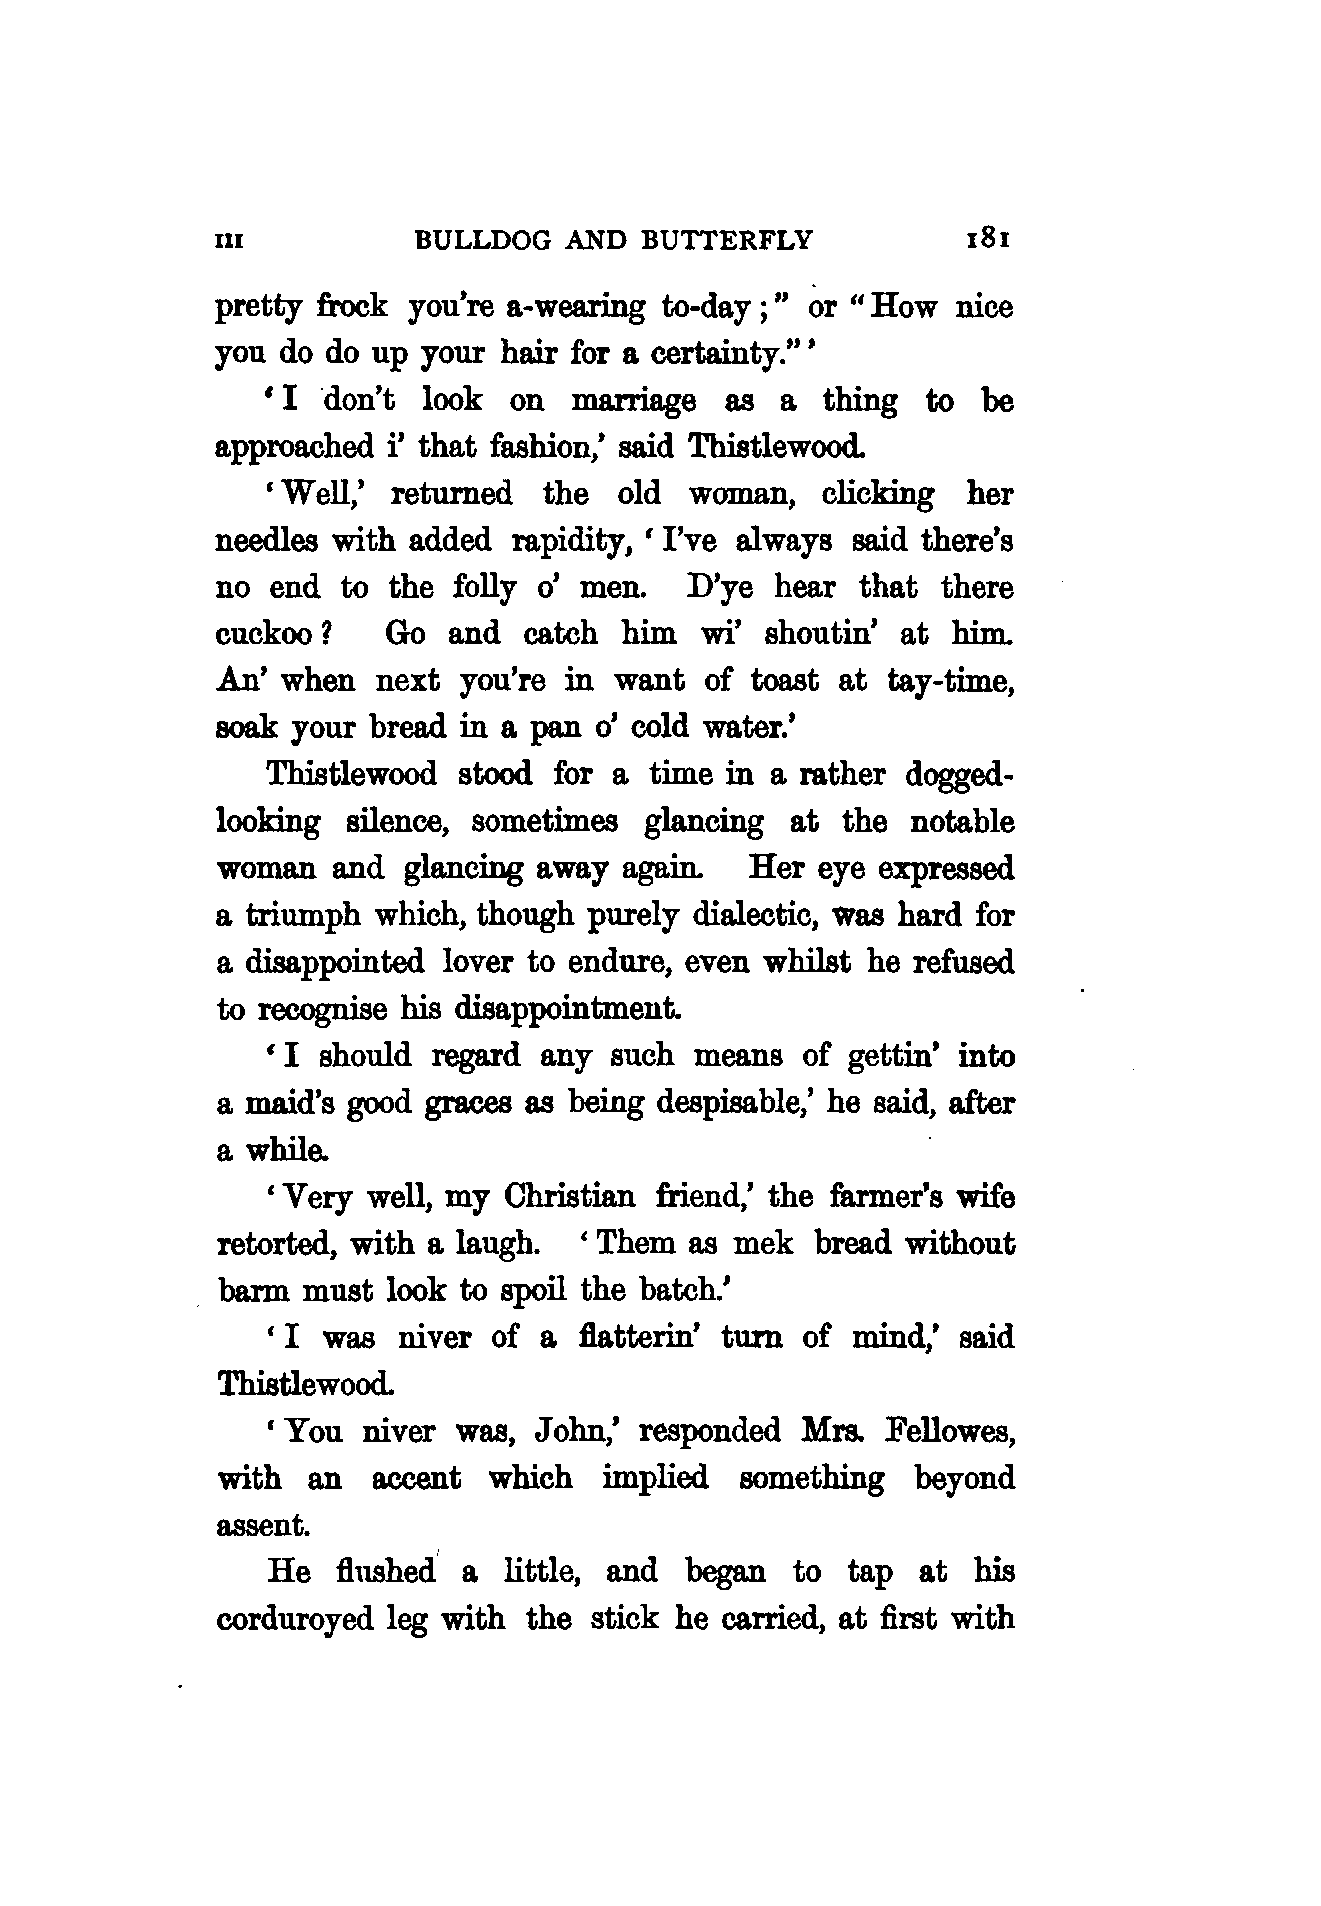 III BULLDOG AND BUTTERFLY 181
pretty frock you're a-wearing to-day;" or "How nice
you do do up your hair for a certainty."'
'I don't look on marriage as a thing to be
approached i' that fashion,' said Thistlewood.
'Well,' returned the old woman, clicking her
needles with added rapidity, 'I've always said there's
no end to the folly o' men. D'ye hear that there
cuckoo? Go and catch him wi' shoutin' at him.
An' when next you're in want of toast at tay-time,
soak your bread in a pan o' cold water.'
Thistlewood stood for a time in a rather dogged-
looking silence, sometimes glancing at the notable
woman and glancing away again. Her eye expressed
a triumph which, though purely dialectic, was hard for
a disappointed lover to endure, even whilst he refused
to recognise his disappointment.
'I should regard any such means of gettin' into
a maid's good graces as being despisable,' he said, after
a while.
'Very well, my Christian friend,' the farmer's wife
retorted, with a laugh. 'Them as mek bread without
barm must look to spoil the batch.'
'I was niver of a flatterin' turn of mind,' said
Thistlewood.
'You niver was, John,' responded Mrs. Fellowes,
with an accent which implied something beyond
assent.
He flushed a little, and began to tap at his
corduroyed leg with the stick he carried, at first with